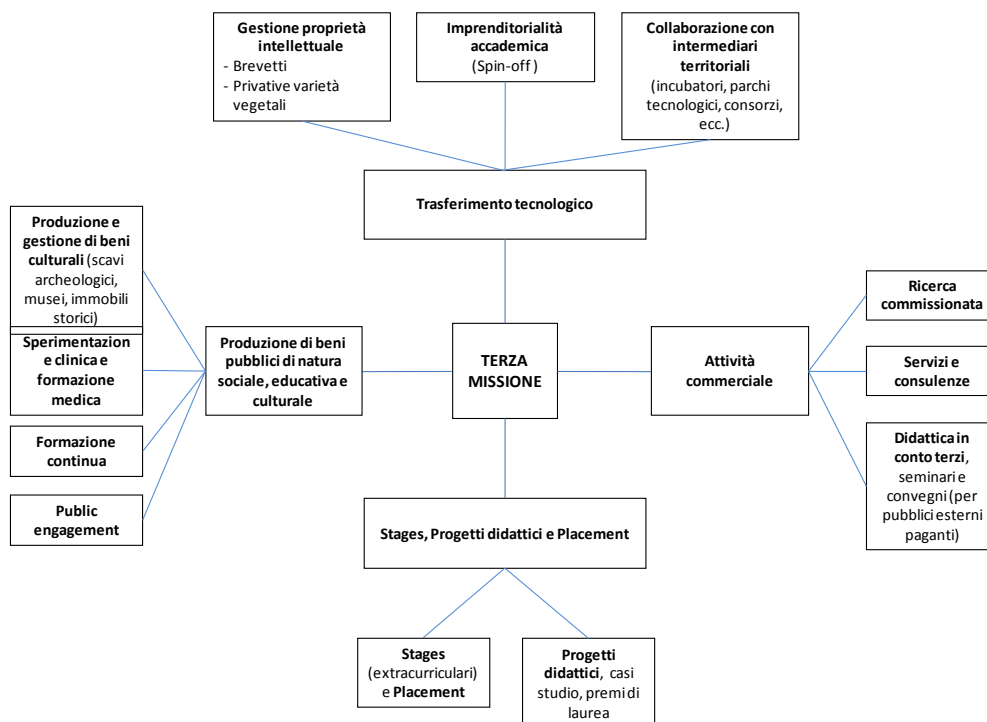 Gestione proprietà
intellettuale
- Brevetti
- Privative varietà
vegetali
Imprenditorialità
accademica
(Spin-off )
Collaborazione con
intermediari
territoriali
(incubatori, parchi
tecnologici, consorzi,
ecc.)
Trasferimento tecnologico
Produzione e
gestione di beni
culturali (scavi
archeologici,
musei, immobili
storici)
Sperimentazion
e clinica e
formazione
medica
Formazione
continua
Public
engagement
Produzione di beni
pubblici di natura
sociale, educativa e
culturale
TERZA
MISSIONE
Attività
commerciale
Ricerca
commissionata
Servizi e
consulenze
Didattica in
conto terzi,
seminari e
convegni (per
pubblici esterni
paganti)
Stages, Progetti didattici e Placement
Stages
(extracurriculari)
e Placement
Progetti
didattici, casi
studio, premi di
laurea